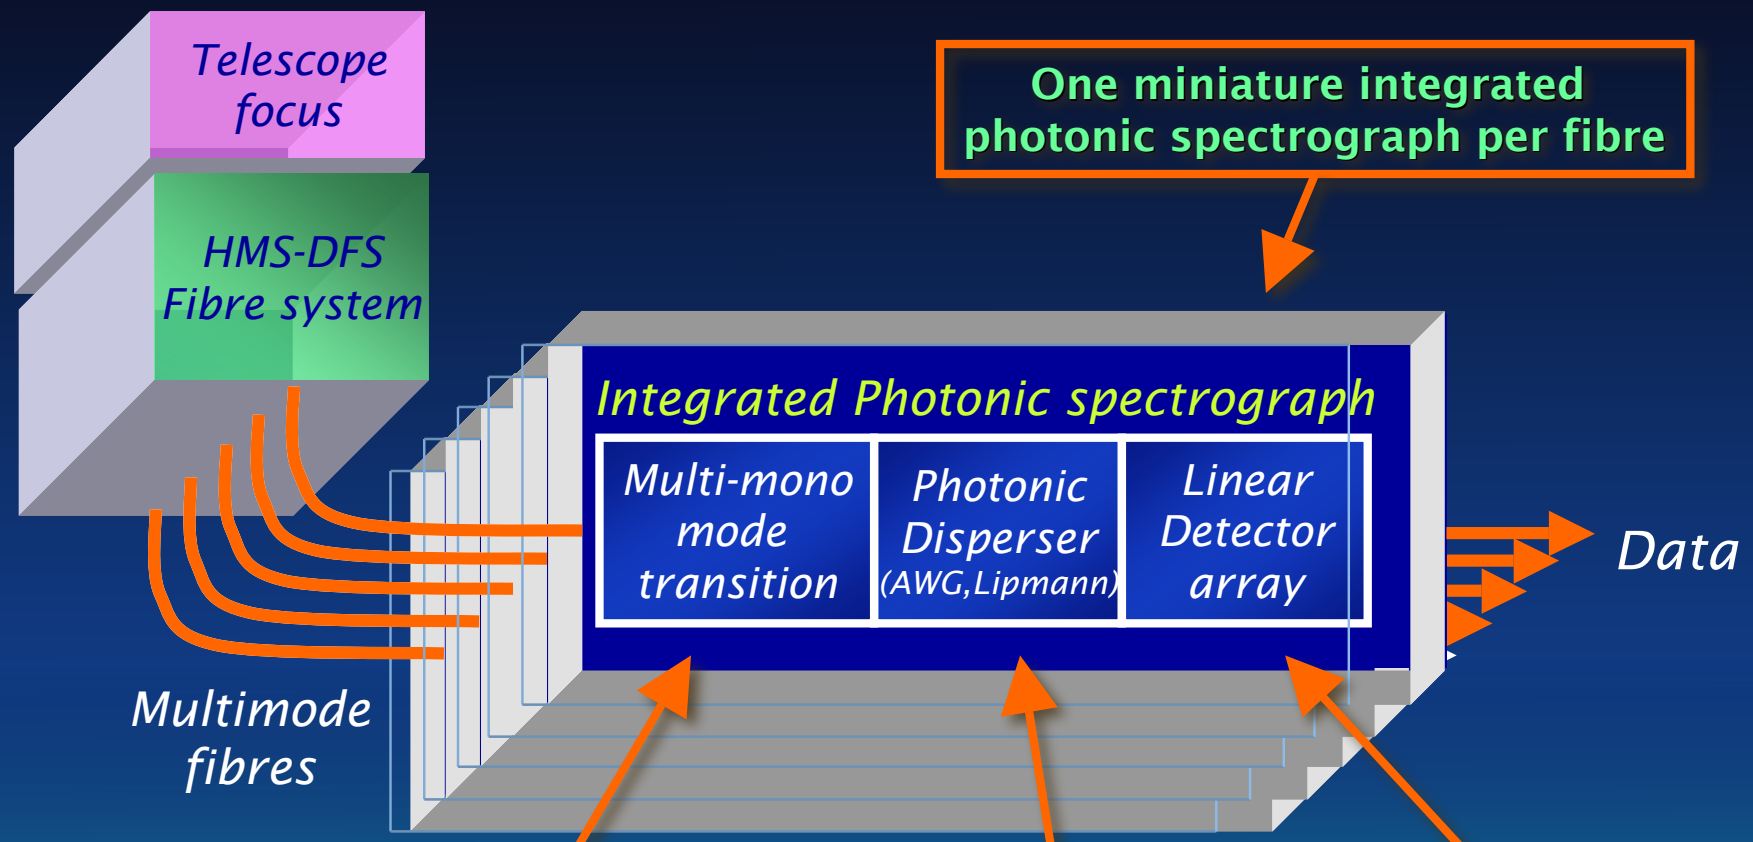 Telescope
focus
One miniature integrated
photonic spectrograph per fibre
HMS-DFS
Fibre system
Integrated Photonic spectrograph
Multi-mono
mode
transition
Photonic
Disperser
(AWG,Lipmann)
Linear
Detector
array
Data
Multimode
fibres